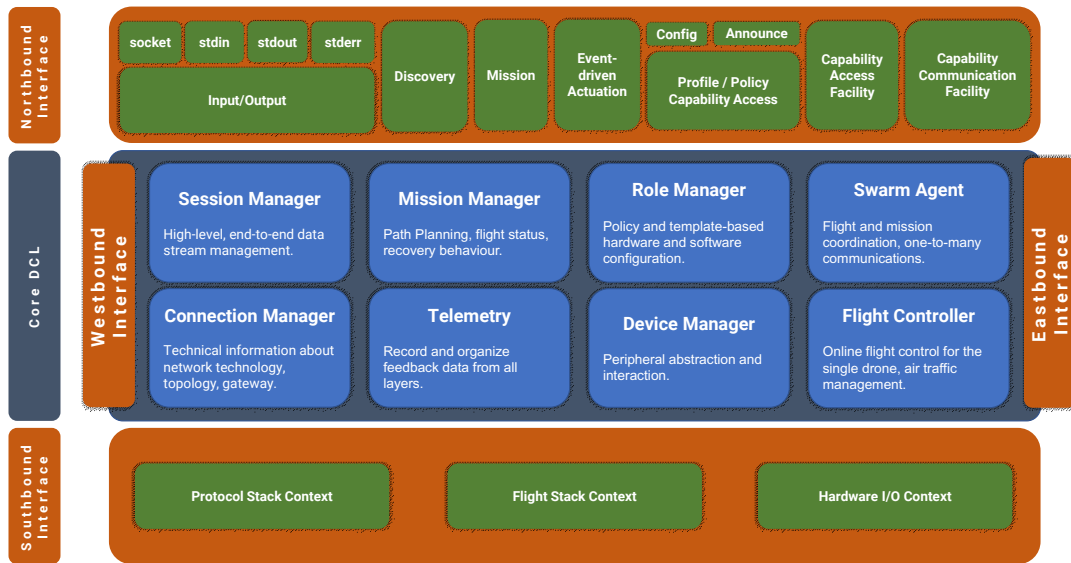 Northbound
Interface
socket
stdin
stdout
stderr
Input/Output
Discovery
Mission
Event-
driven
Actuation
Config
Announce
Profile / Policy
Capability Access
Capability
Access
Facility
Capability
Communication
Facility
Core DCL
Westbound
Interface
Session Manager
High-level, end-to-end data
stream management.
Mission Manager
Path Planning, flight status,
recovery behaviour.
Role Manager
Policy and template-based
hardware and software
configuration.
Swarm Agent
Flight and mission
coordination, one-to-many
communications.
Connection Manager
Technical information about
network technology,
topology, gateway.
Telemetry
Record and organize
feedback data from all
layers.
Device Manager
Peripheral abstraction and
interaction.
Flight Controller
Online flight control for the
single drone, air traffic
management.
Eastbound
Interface
Southbound
Interface
Protocol Stack Context
Flight Stack Context
Hardware I/O Context